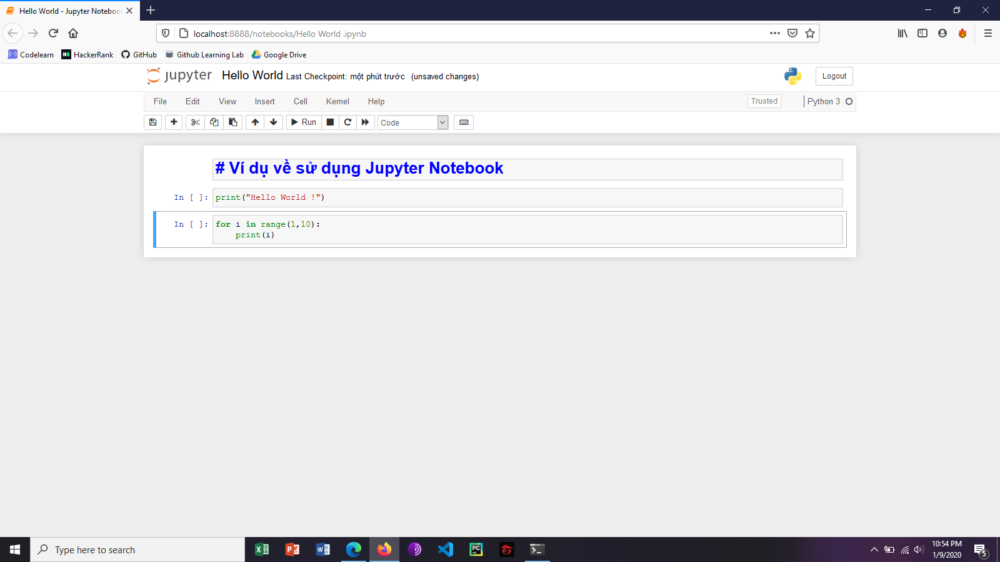 Hello World - Jupyter Noteboo
localhost:8888/notebooks/Hello World .ipynb
Codelearn HackerRank GitHub Github Learning Lab Google Drive
jupyter Hello World Last Checkpoint: một phút trước (unsaved changes) Logout
File Edit View Insert Cell Kernel Help Trusted Python 3
Run Code
# Ví dụ về sử dụng Jupyter Notebook
In [ ]: print("Hello World !")
In [ ]: for i in range(1,10):
print(i)
Type here to search
10:54 PM
1/9/2020
5